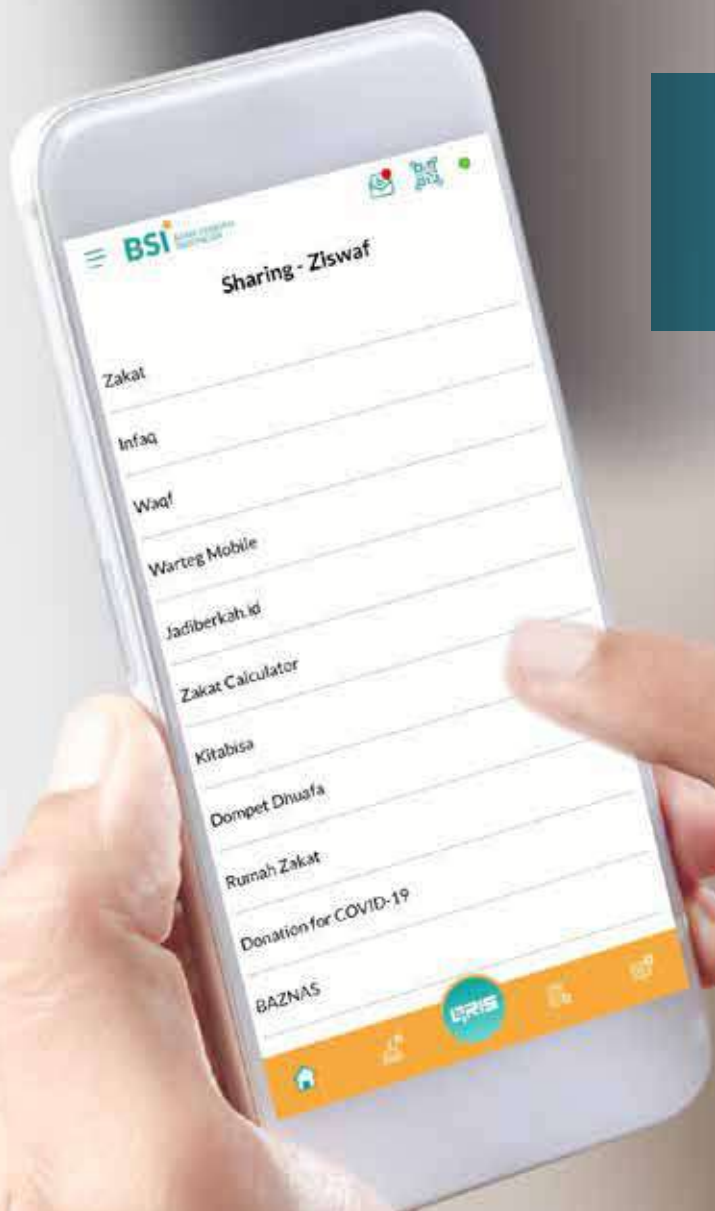 BSI
Sharing - Ziswaf
Zakat
Infaq
Waqf
Warteg Mobile
Jadiberkah.id
Zakat Calculator
Kitabisa
Dompet Dhuafa
Rumah Zakat
Donation for COVID-19
BAZNAS
QRIS